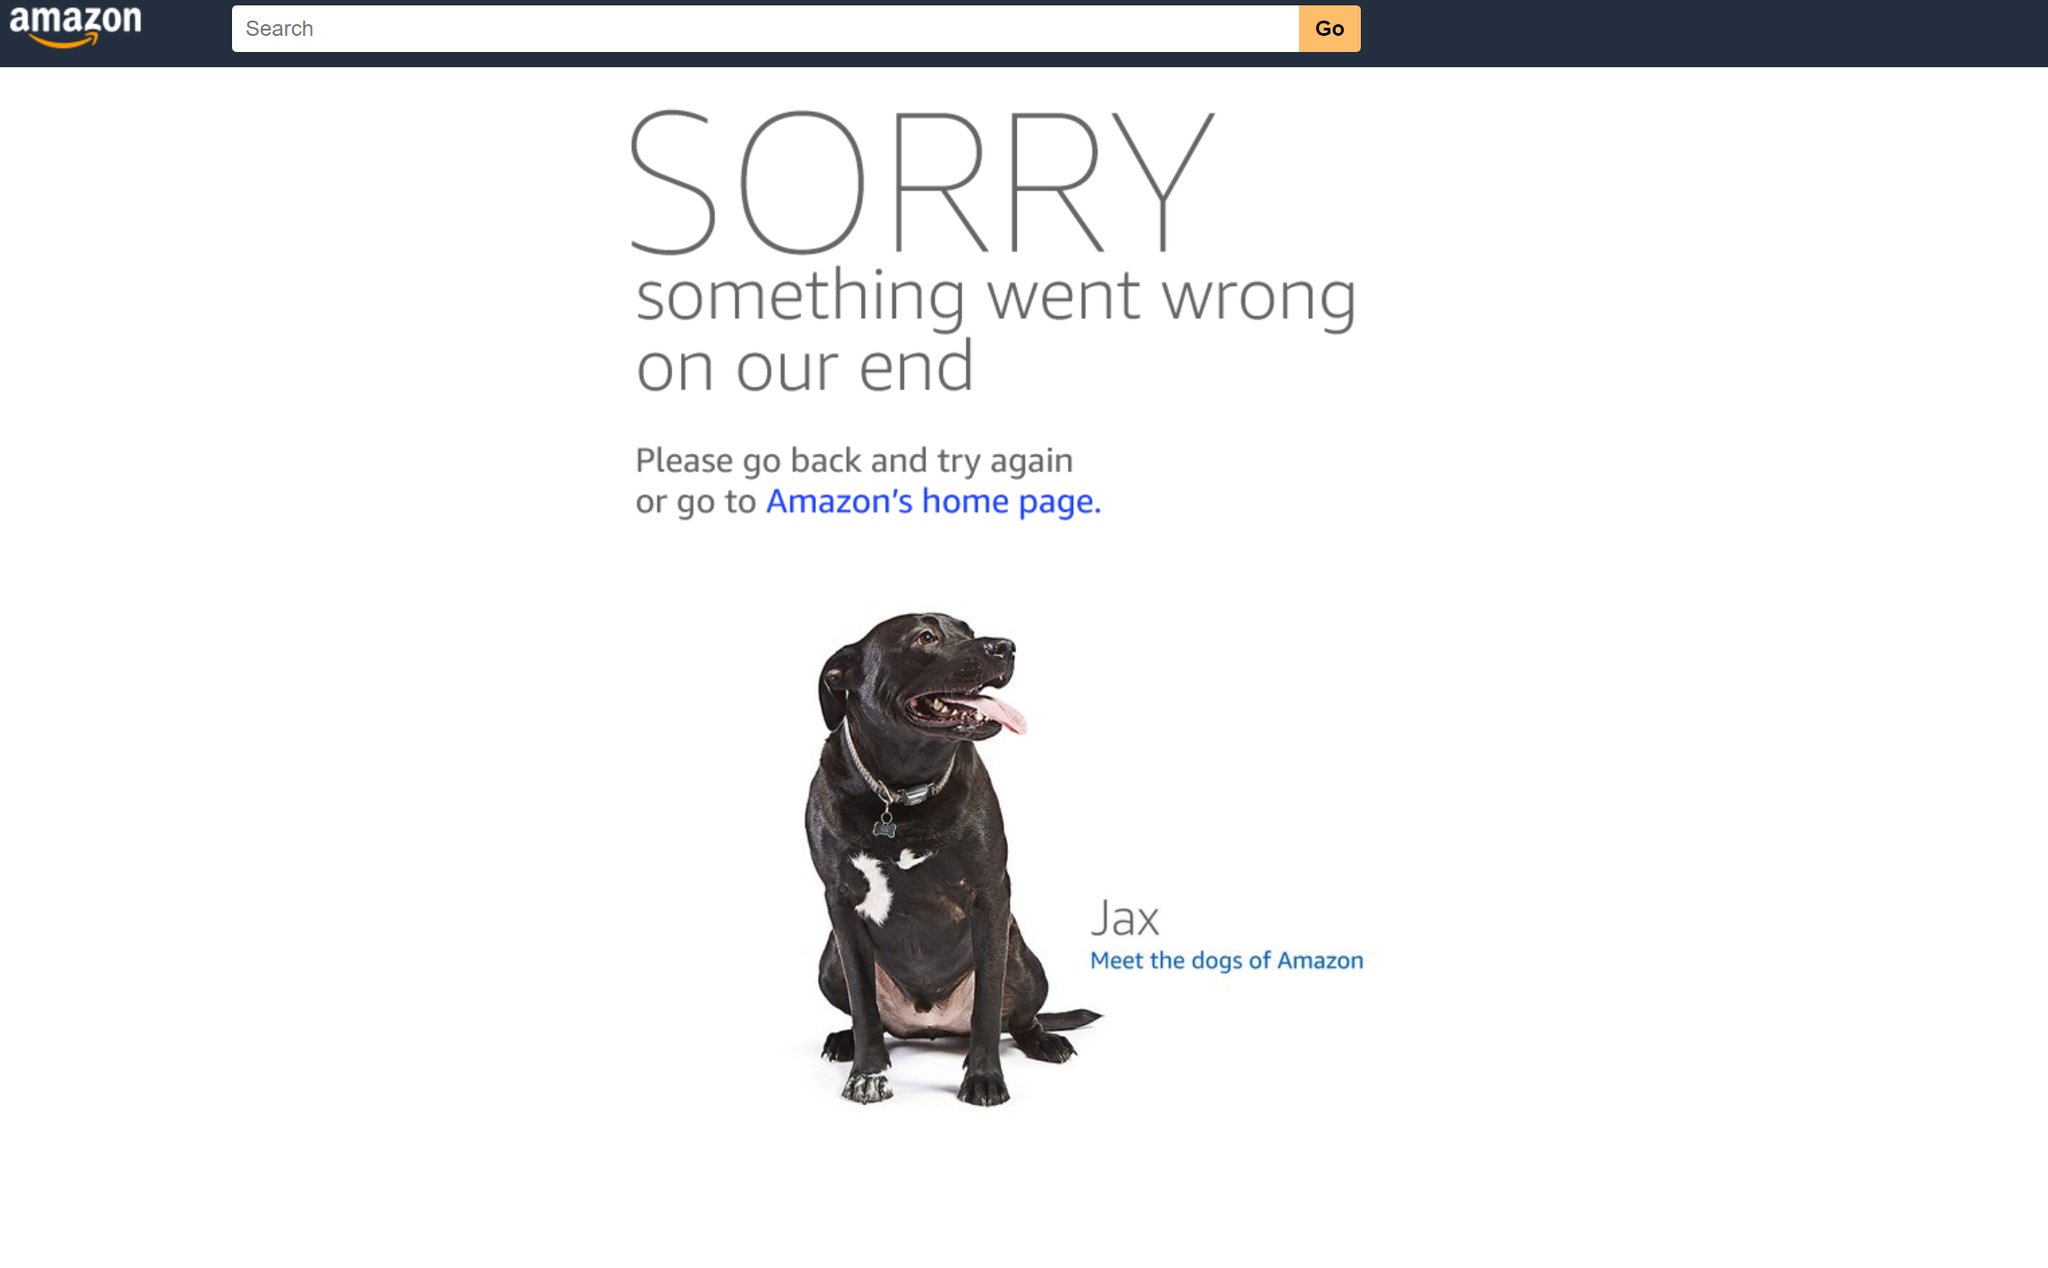 amazon
Search
Go
SORRY
something went wrong
on our end
Please go back and try again
or go to Amazon’s home page.
Jax
Meet the dogs of Amazon